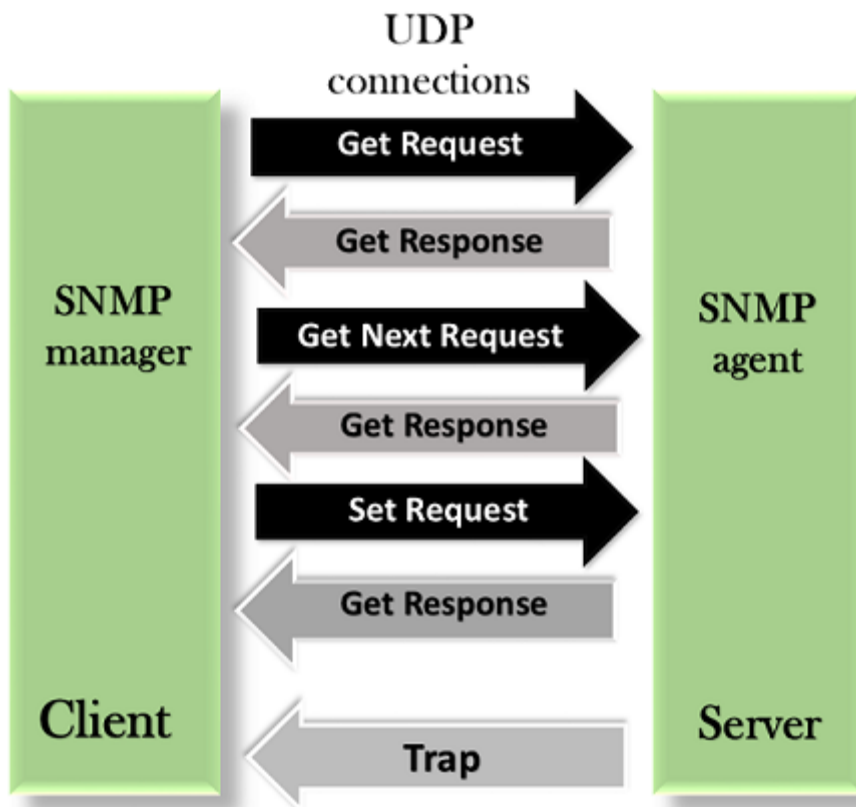 UDP
connections
Get Request
Get Response
SNMP
manager
Get Next Request
SNMP
agent
Get Response
Set Request
Get Response
Client
Trap
Server